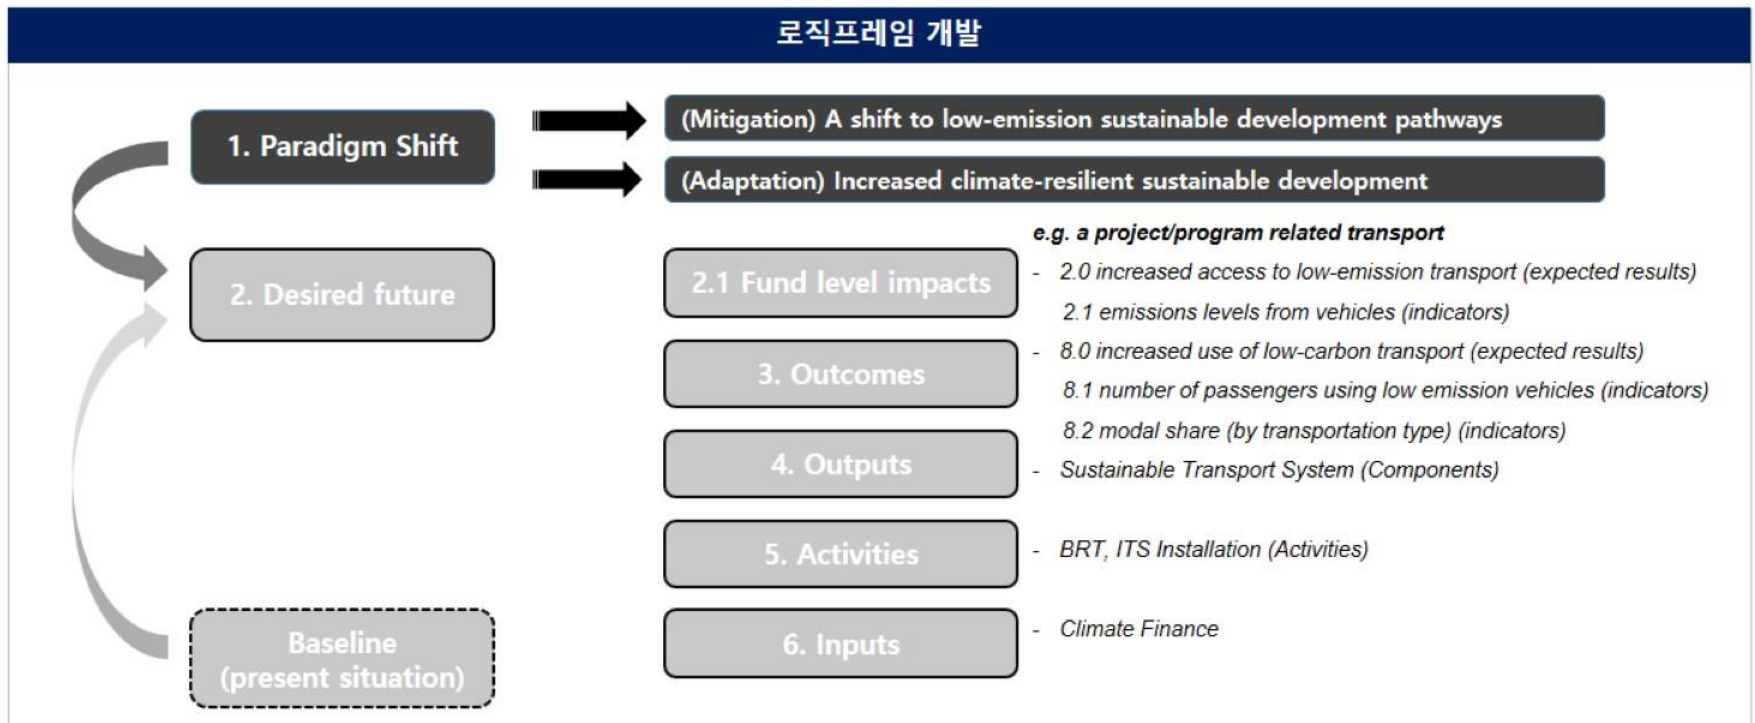 로직프레임 개발
1. Paradigm Shift
(Mitigation) A shift to low-emission sustainable development pathways
(Adaptation) Increased climate-resilient sustainable development
2. Desired future
Baseline
(present situation)
2.1 Fund level impacts
e.g. a project/program related transport
- 2.0 increased access to low-emission transport (expected results)
2.1 emissions levels from vehicles (indicators)
3. Outcomes
- 8.0 increased use of low-carbon transport (expected results)
8.1 number of passengers using low emission vehicles (indicators)
8.2 modal share (by transportation type) (indicators)
4. Outputs
- Sustainable Transport System (Components)
5. Activities
- BRT, ITS Installation (Activities)
6. Inputs
- Climate Finance